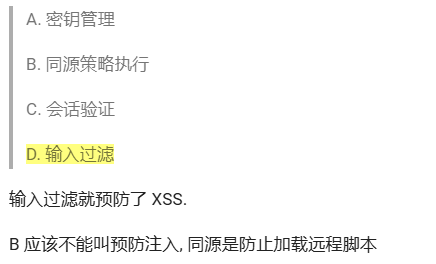 A. 密钥管理
B. 同源策略执行
C. 会话验证
D. 输入过滤
输入过滤就预防了 XSS.
B 应该不能叫预防注入, 同源是防止加载远程脚本